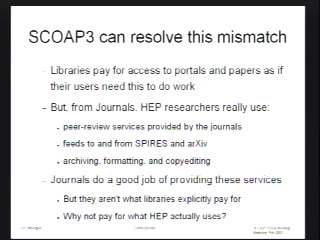 SCOAP3 can resolve this mismatch
– Libraries pay for access to portals and papers as if
their users need this to do work
– But, from Journals, HEP researchers really use:
• peer-review services provided by the journals
• feeds to and from SPIRES and arXiv
• archiving, formatting, and copyediting
– Journals do a good job of providing these services
• But they aren't what libraries explicitly pay for
• Why not pay for what HEP actually uses?